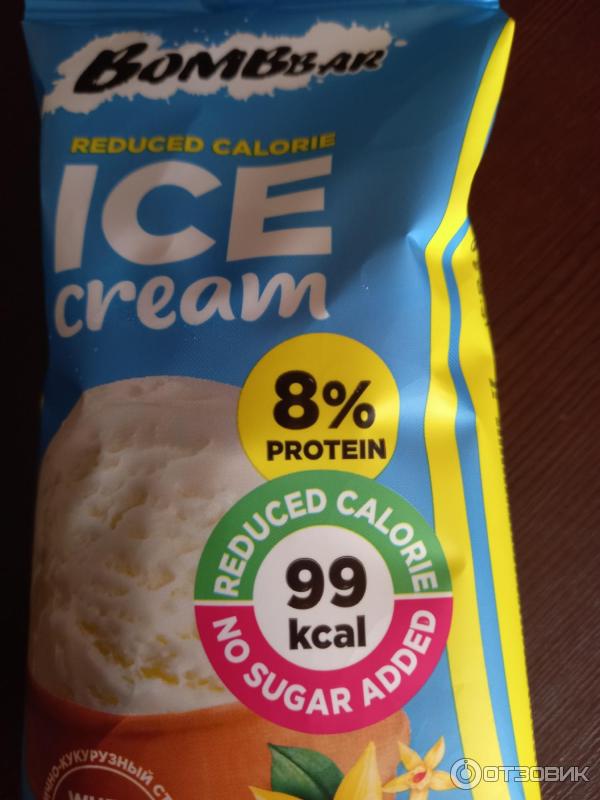 BOMBBAR
REDUCED CALORIE
ICE
cream
8%
PROTEIN
REDUCED CALORIE
99
kcal
NO SUGAR ADDED
ОТЗОВИК